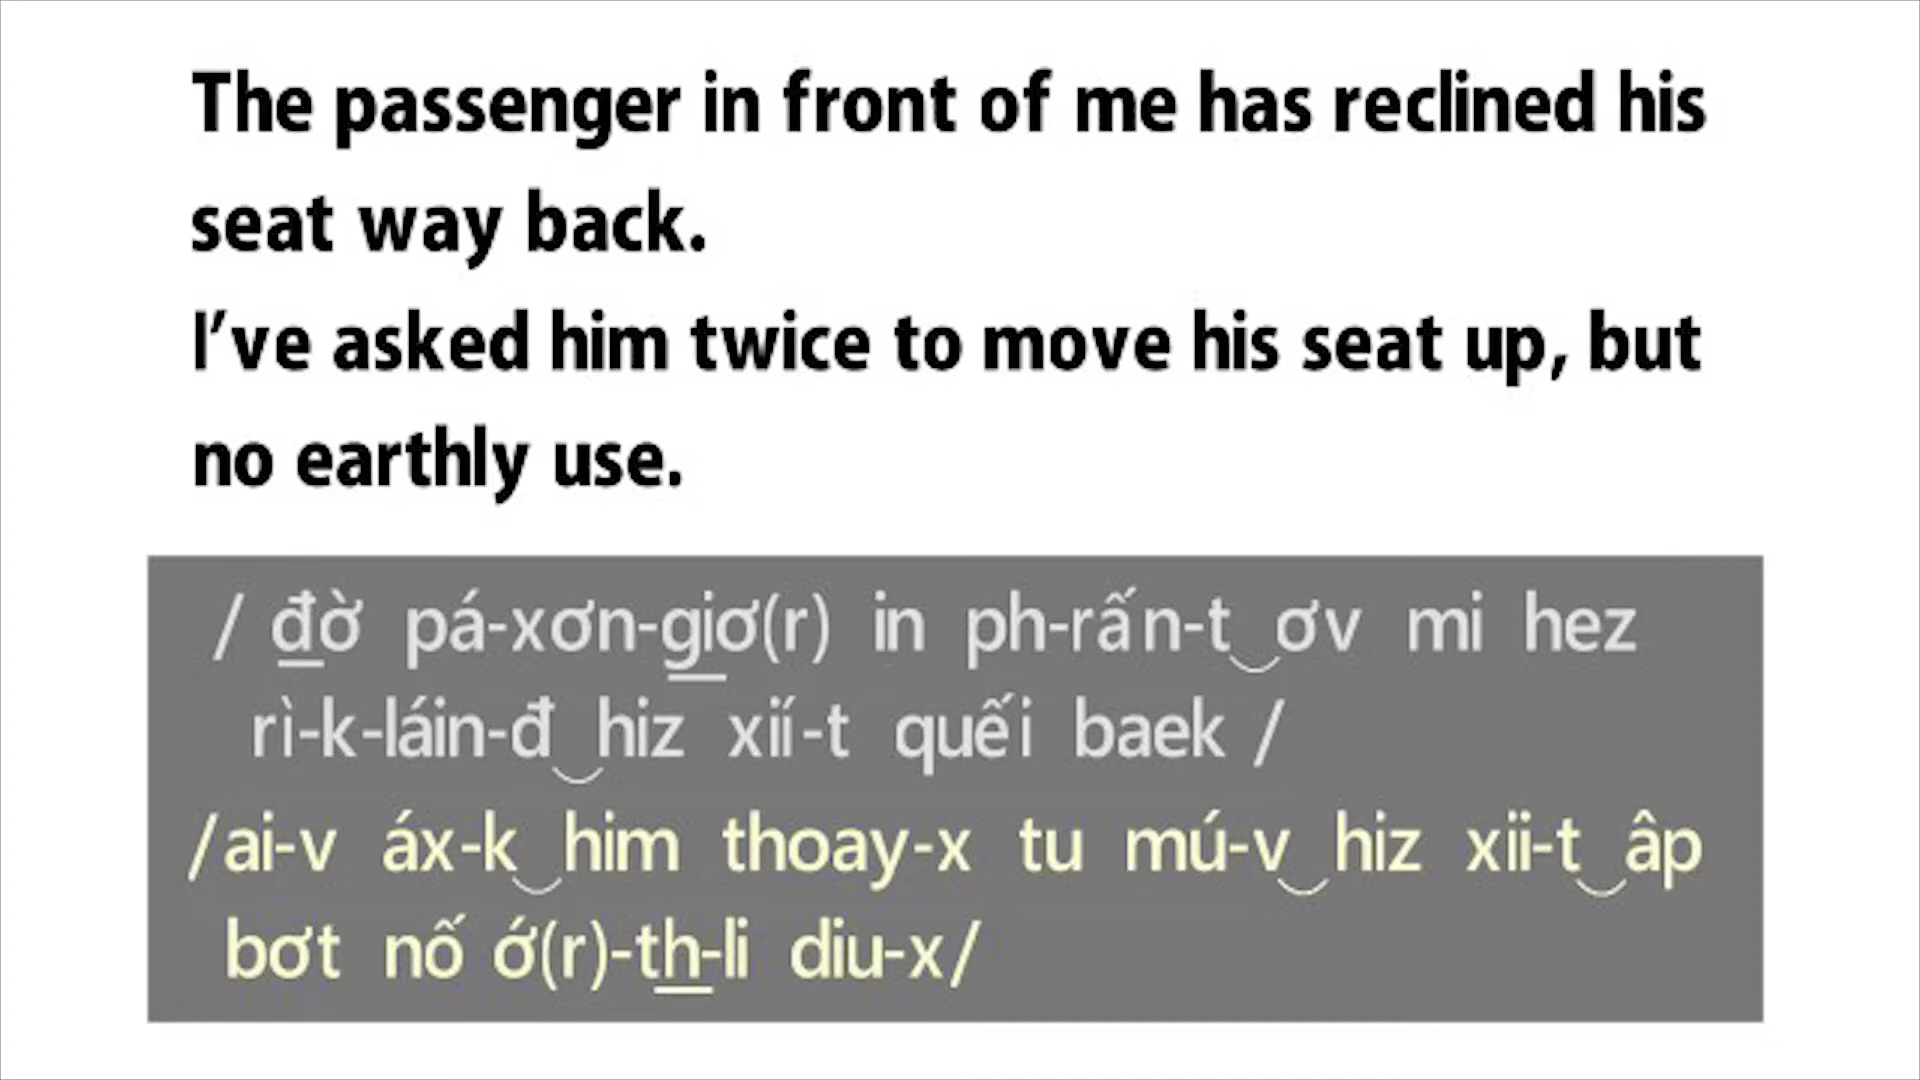 The passenger in front of me has reclined his
seat way back.
I've asked him twice to move his seat up, but
no earthly use.
/ đờ pá-xơn-giơ(r) in ph-rấn-t‿ơv mi hez
rì-k-láin-đ‿hiz xíí-t quếi baek /
/ai-v áx-k‿him thoay-x tu mú-v‿hiz xii-t‿âp
bơt nố ớ(r)-th-li diu-x/